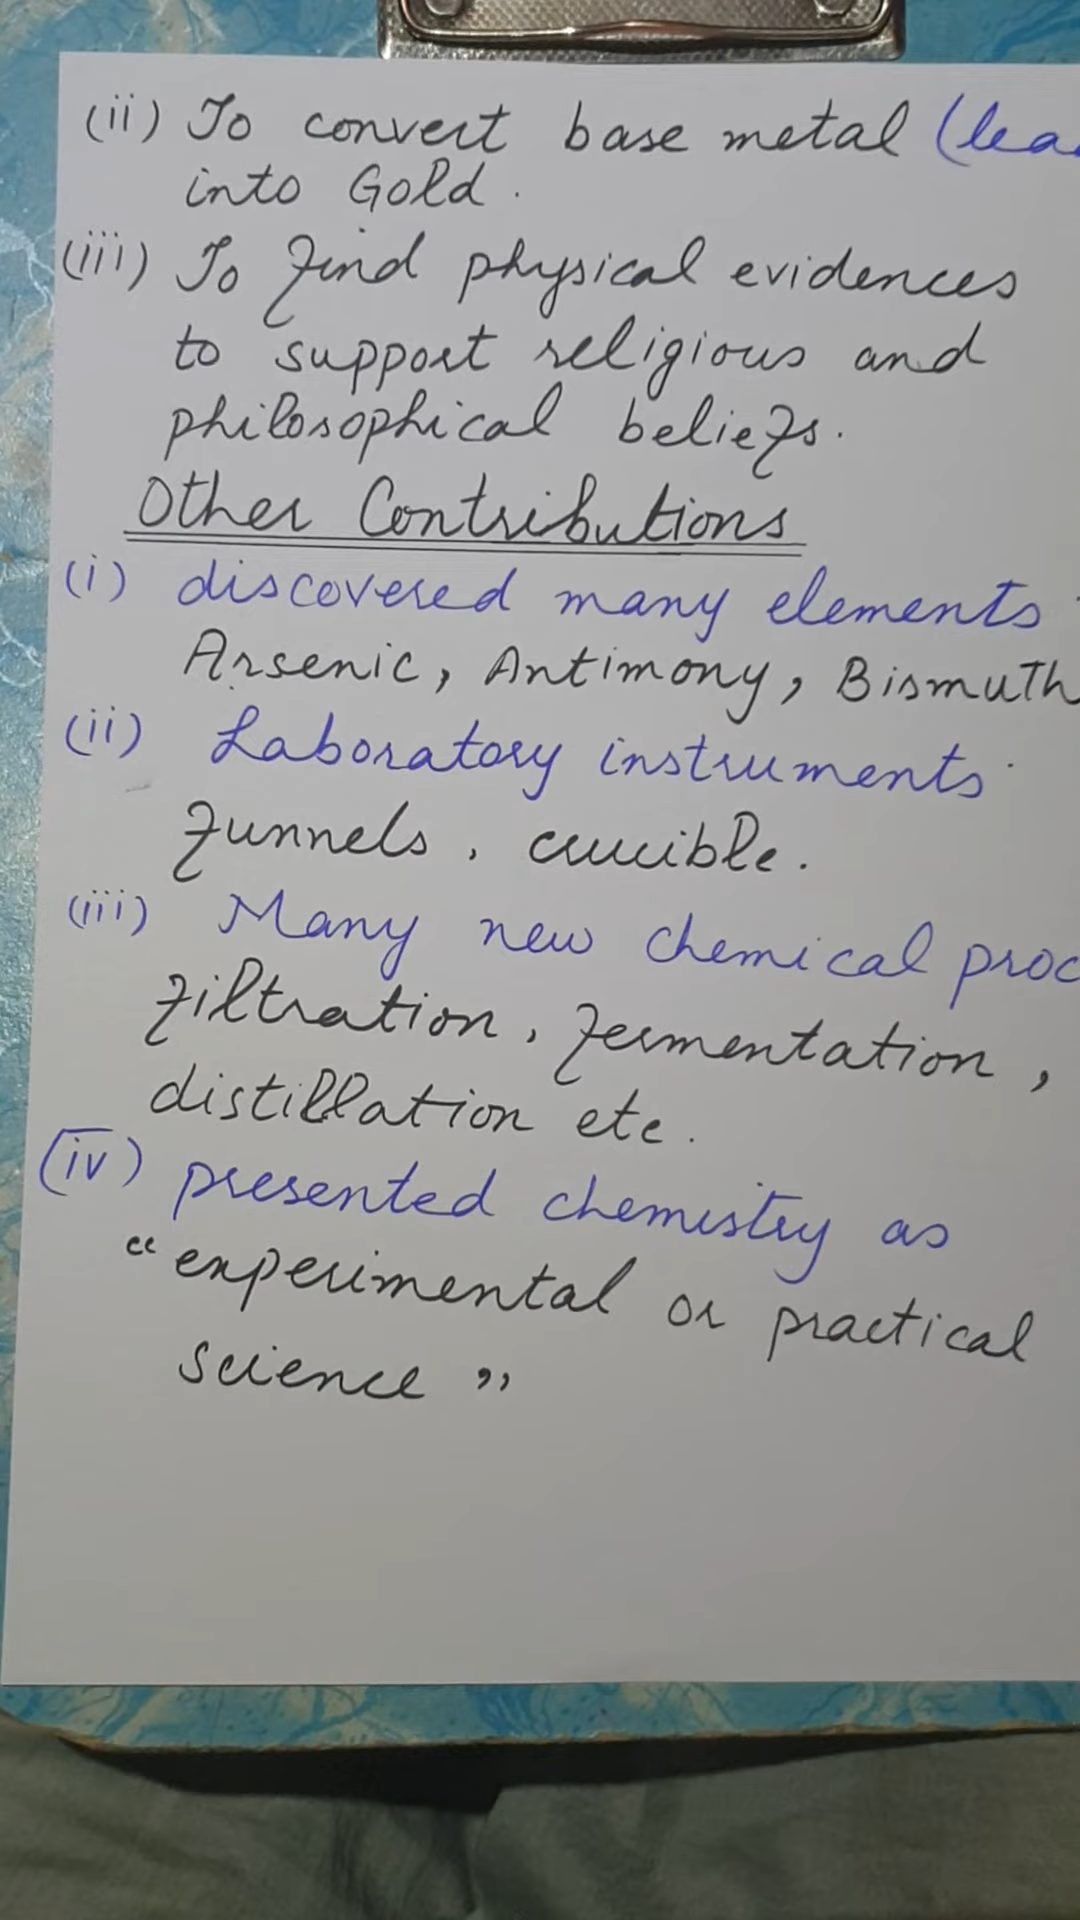 (ii) To convert base metal (lea
into Gold.
(iii) To find physical evidences
to support religious and
philosophical beliefs.
Other Contributions
(i) discovered many elements
Arsenic, Antimony, Bismuth
(ii) Laboratory instruments
funnels, crucible.
(iii) Many new chemical proc
filtration, fermentation,
distillation etc.
(iv) presented chemistry as
"experimental or practical
science"